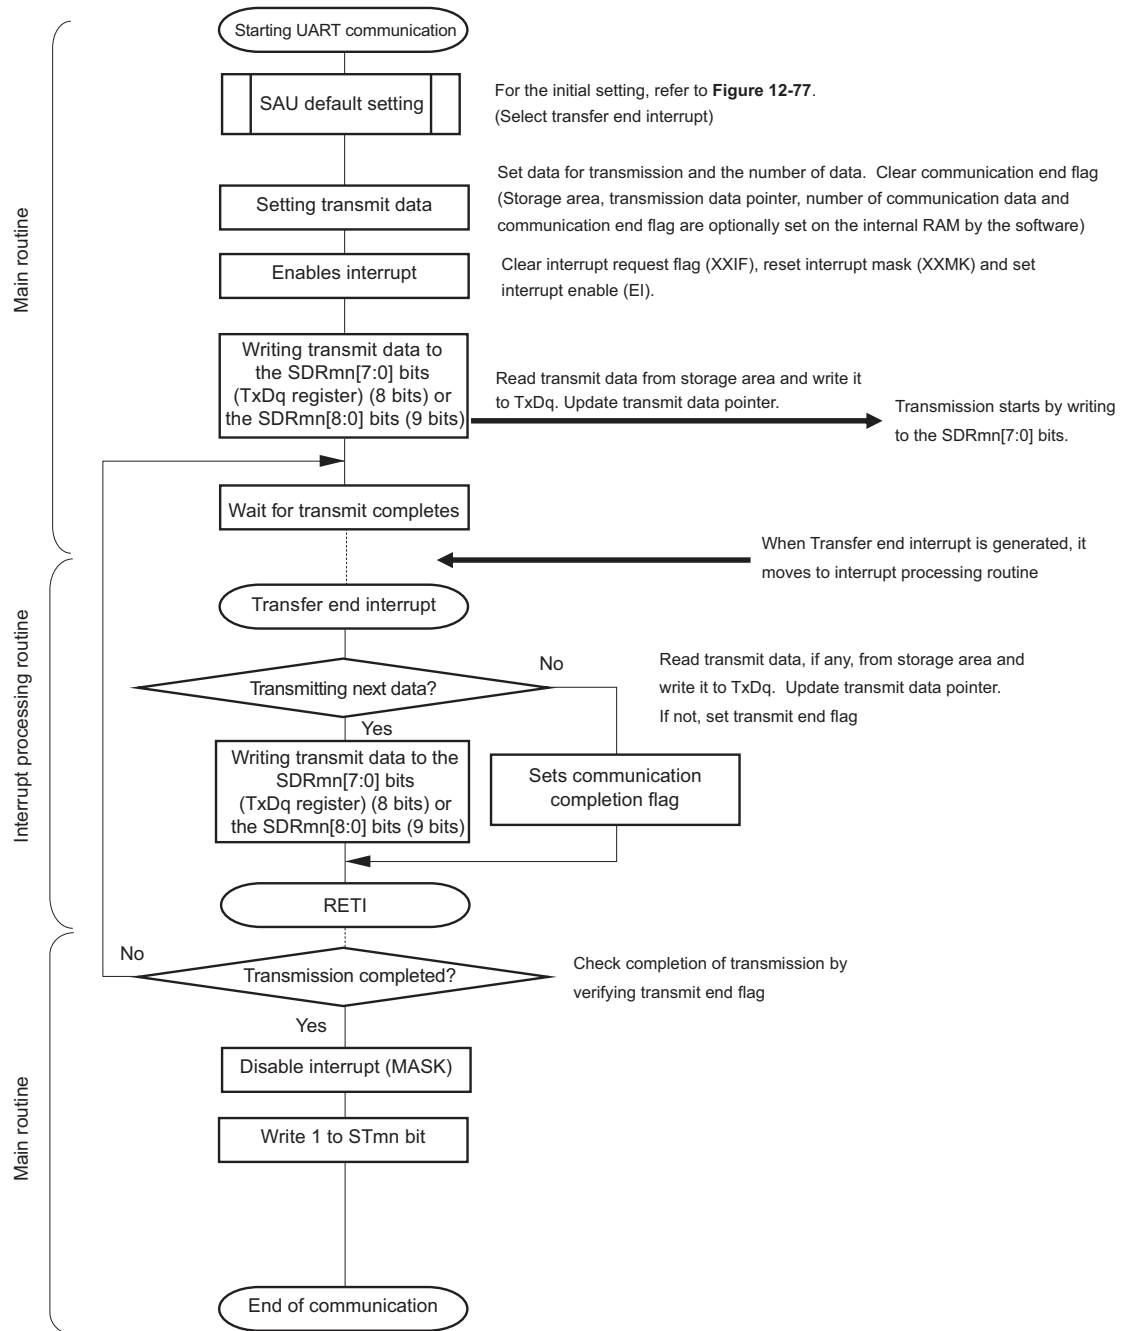 Starting UART communication
SAU default setting
For the initial setting, refer to Figure 12-77.
(Select transfer end interrupt)
Main routine
Setting transmit data
Set data for transmission and the number of data.  Clear communication end flag
(Storage area, transmission data pointer, number of communication data and
communication end flag are optionally set on the internal RAM by the software)
Enables interrupt
Clear interrupt request flag (XXIF), reset interrupt mask (XXMK) and set
interrupt enable (EI).
Writing transmit data to
the SDRmn[7:0] bits
(TxDq register) (8 bits) or
the SDRmn[8:0] bits (9 bits)
Read transmit data from storage area and write it
to TxDq. Update transmit data pointer.
Transmission starts by writing
to the SDRmn[7:0] bits.
Wait for transmit completes
When Transfer end interrupt is generated, it
moves to interrupt processing routine
Interrupt processing routine
Transfer end interrupt
Transmitting next data?
No
Yes
Read transmit data, if any, from storage area and
write it to TxDq.  Update transmit data pointer.
If not, set transmit end flag
Writing transmit data to the
SDRmn[7:0] bits
(TxDq register) (8 bits) or
the SDRmn[8:0] bits (9 bits)
Sets communication
completion flag
RETI
Main routine
No
Transmission completed?
Check completion of transmission by
verifying transmit end flag
Yes
Disable interrupt (MASK)
Write 1 to STmn bit
End of communication